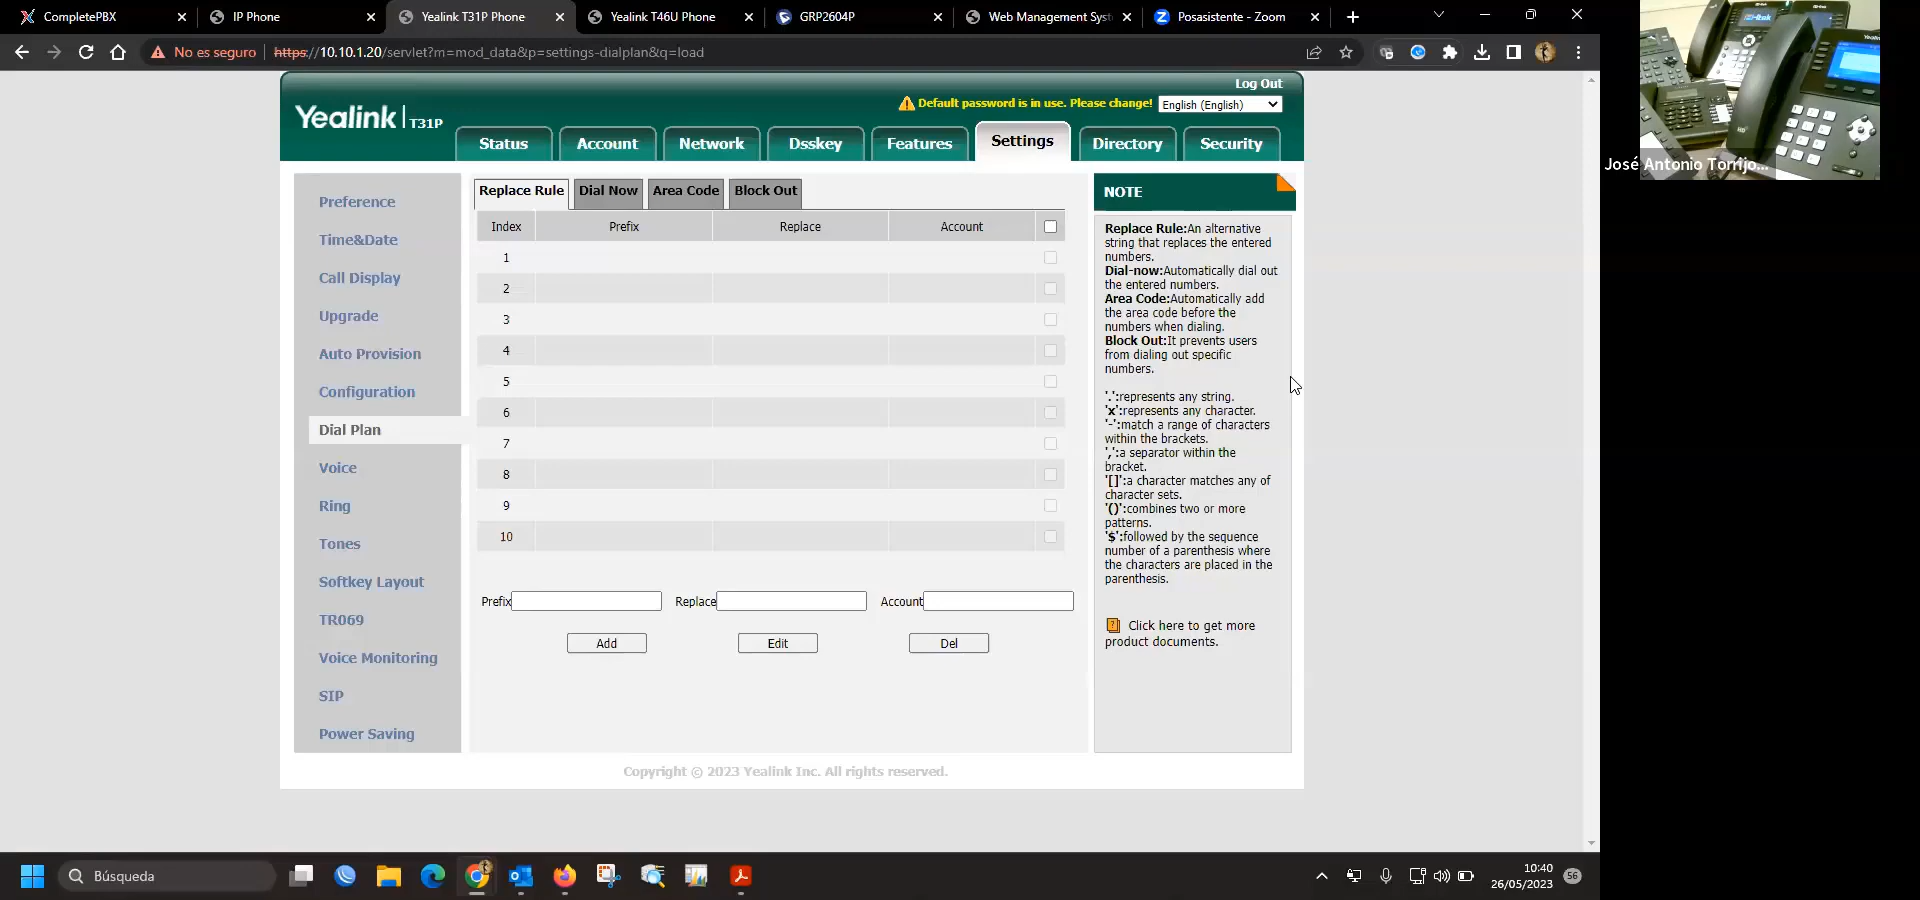 CompletePBX
IP Phone
Yealink T31P Phone
Yealink T46U Phone
GRP2604P
Web Management Syst
Posasistente - Zoom
No es seguro
https://10.10.1.20/servlet?m=mod_data&p=settings-dialplan&q=load
Log Out
Default password is in use. Please change!
English (English)
Yealink | T31P
Status
Account
Network
Dsskey
Features
Settings
Directory
Security
Preference
Time&Date
Call Display
Upgrade
Auto Provision
Configuration
Dial Plan
Voice
Ring
Tones
Softkey Layout
TR069
Voice Monitoring
SIP
Power Saving
Replace Rule
Dial Now
Area Code
Block Out
Index Prefix Replace Account
1
2
3
4
5
6
7
8
9
10
Prefix Replace Account
Add Edit Del
NOTE
Replace Rule:An alternative
string that replaces the entered
numbers.
Dial-now:Automatically dial out
the entered numbers.
Area Code:Automatically add
the area code before the
numbers when dialing.
Block Out:It prevents users
from dialing out specific
numbers.
'.':represents any string.
'x':represents any character.
'-':match a range of characters
within the brackets.
',':a separator within the
bracket.
'[]':a character matches any of
character sets.
'()':combines two or more
patterns.
'$':followed by the sequence
number of a parenthesis where
the characters are placed in the
parenthesis.
Click here to get more
product documents.
Copyright © 2023 Yealink Inc. All rights reserved.
José Antonio Torrijo...
Búsqueda
10:40
26/05/2023
56